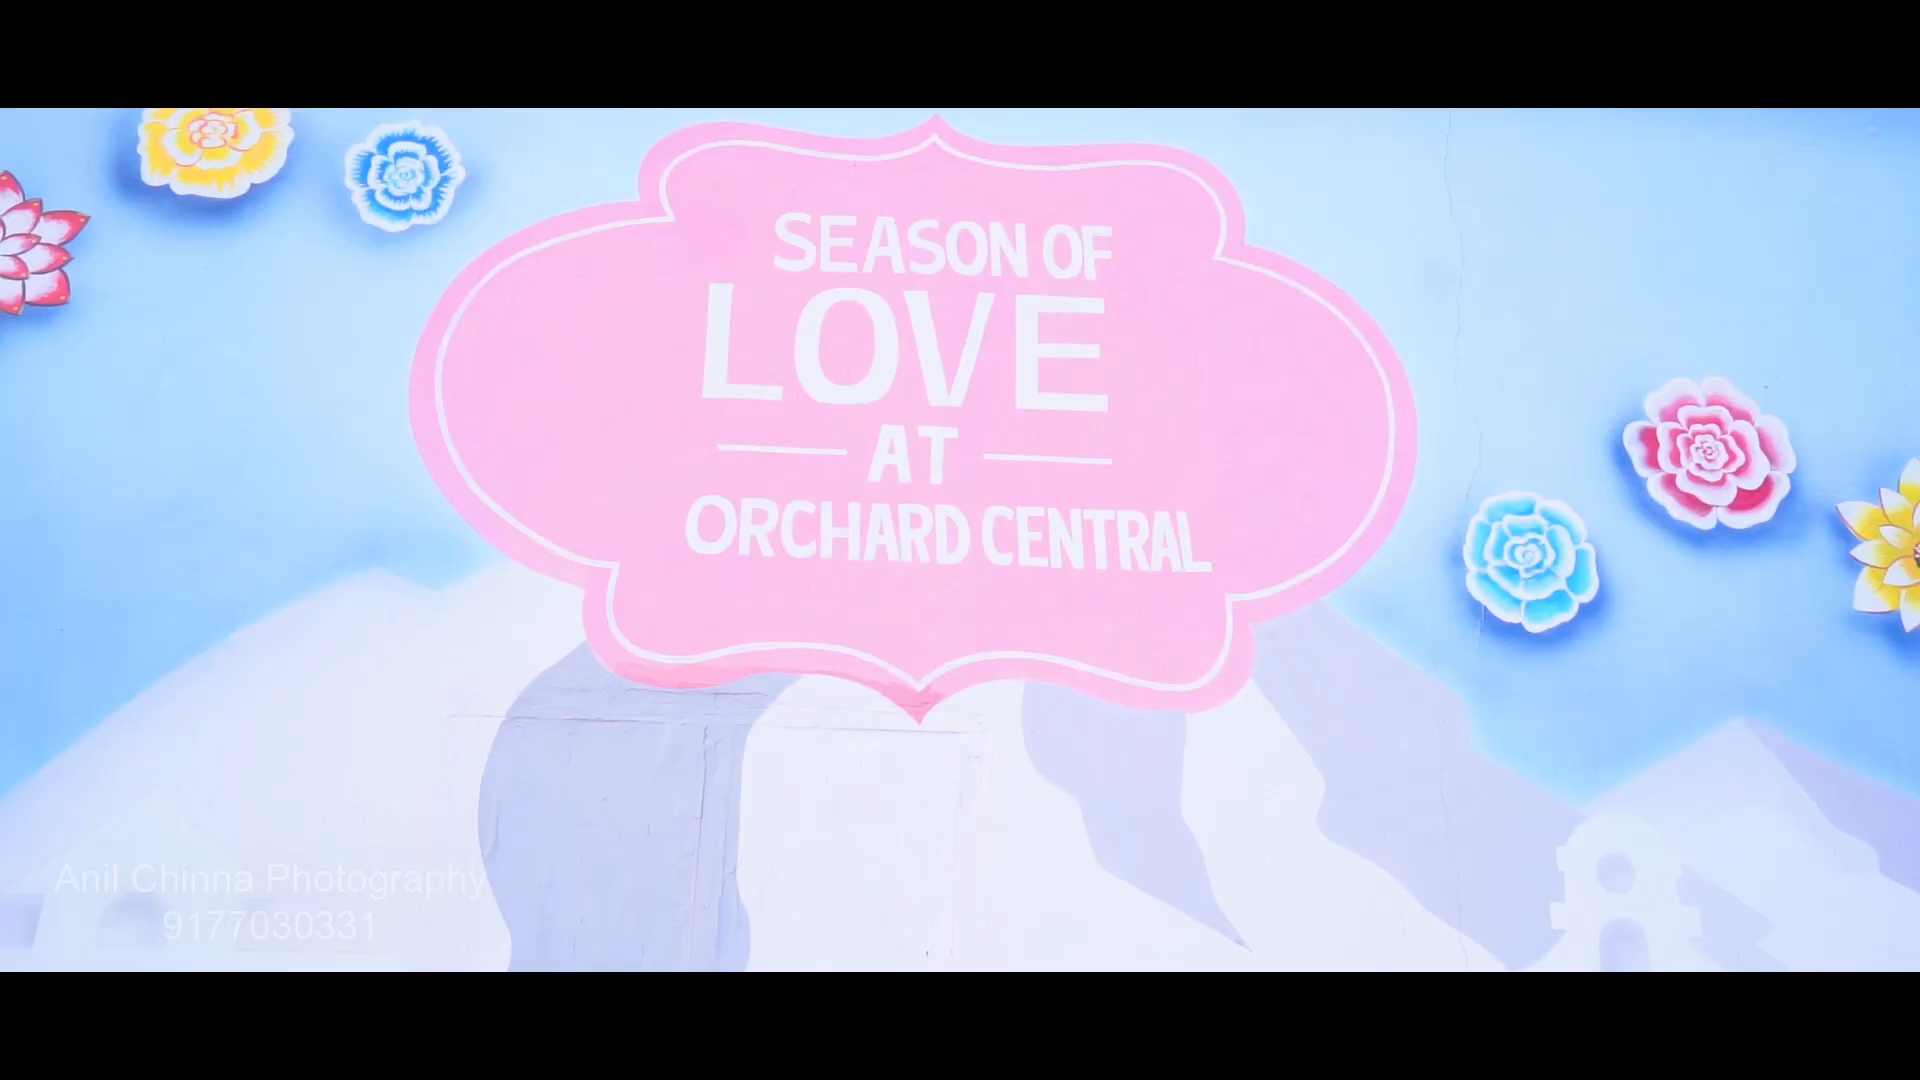 SEASON OF
LOVE
AT
ORCHARD CENTRAL
Anil Chinna Photography
9177030331